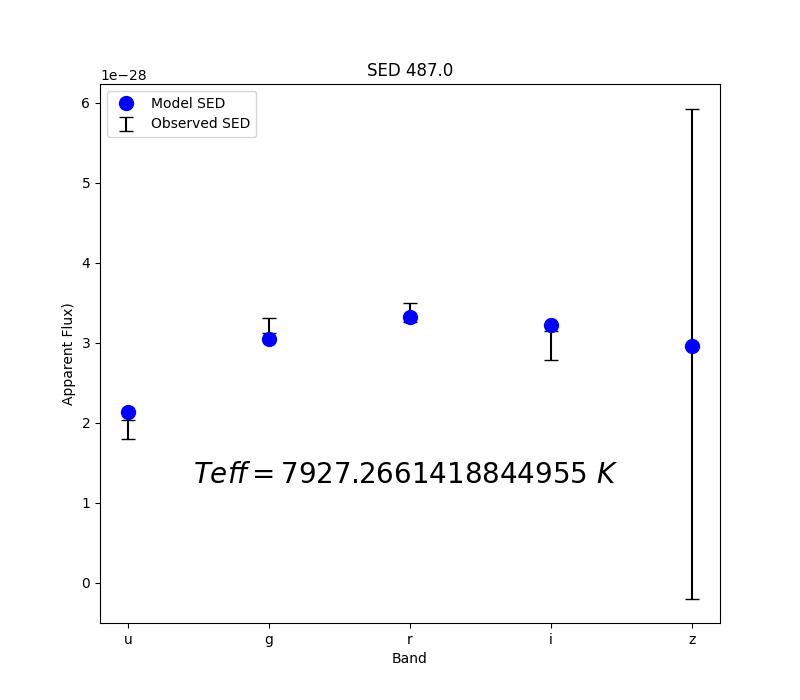 SED 487.0
1e−28
Model SED
Observed SED
6
5
4
3
2
1
0
Apparent Flux)
Teff = 7927.2661418844955 K
u g r i z
Band